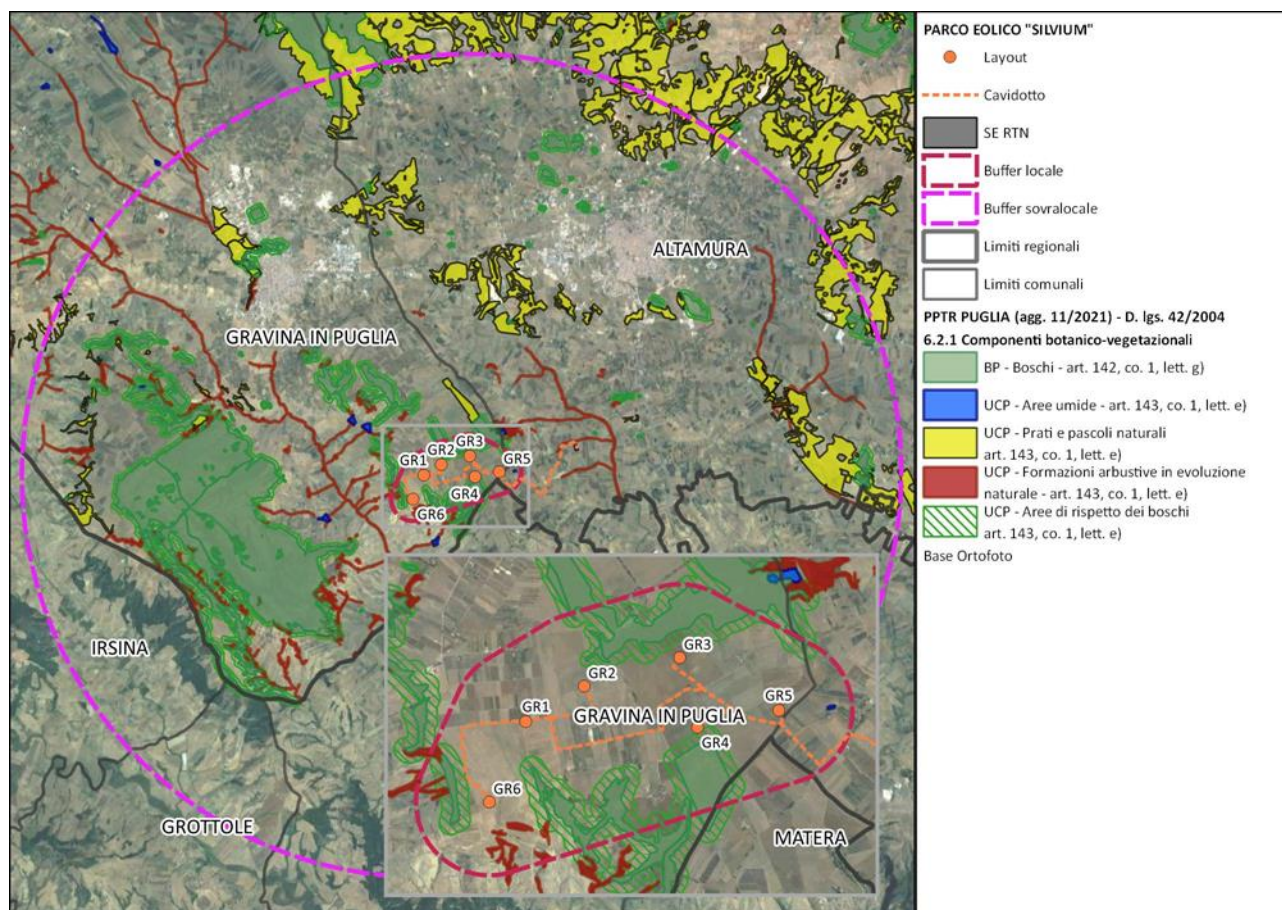 ALTAMURA
GRAVINA IN PUGLIA
GR3
GR2
GR1
GR5
GR4
GR6
IRSINA
GROTTOLE
GR3
GR2
GR5
GR1
GRAVINA IN PUGLIA
GR4
GR6
MATERA
PARCO EOLICO "SILVIUM"
Layout
Cavidotto
SE RTN
Buffer locale
Buffer sovralocale
Limiti regionali
Limiti comunali
PPTR PUGLIA (agg. 11/2021) - D. lgs. 42/2004
6.2.1 Componenti botanico-vegetazionali
BP - Boschi - art. 142, co. 1, lett. g)
UCP - Aree umide - art. 143, co. 1, lett. e)
UCP - Prati e pascoli naturali
art. 143, co. 1, lett. e)
UCP - Formazioni arbustive in evoluzione
naturale - art. 143, co. 1, lett. e)
UCP - Aree di rispetto dei boschi
art. 143, co. 1, lett. e)
Base Ortofoto